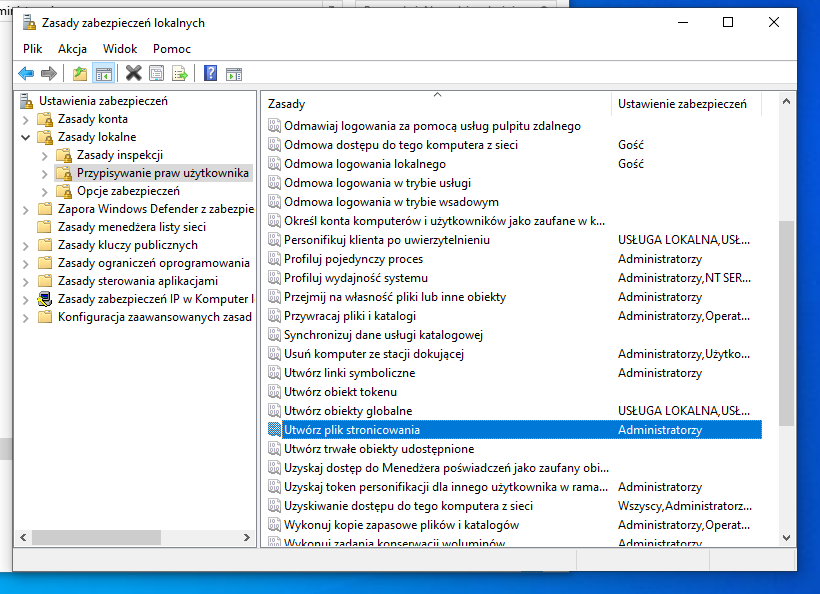 Zasady zabezpieczeń lokalnych
Plik Akcja Widok Pomoc
Ustawienia zabezpieczeń
Zasady konta
Zasady lokalne
Zasady inspekcji
Przypisywanie praw użytkownika
Opcje zabezpieczeń
Zapora Windows Defender z zabezpie
Zasady menedżera listy sieci
Zasady kluczy publicznych
Zasady ograniczeń oprogramowania
Zasady sterowania aplikacjami
Zasady zabezpieczeń IP w Komputer l
Konfiguracja zaawansowanych zasad
Zasady Ustawienie zabezpieczeń
Odmawiaj logowania za pomocą usług pulpitu zdalnego
Odmowa dostępu do tego komputera z sieci Gość
Odmowa logowania lokalnego Gość
Odmowa logowania w trybie usługi
Odmowa logowania w trybie wsadowym
Określ konta komputerów i użytkowników jako zaufane w k...
Personifikuj klienta po uwierzytelnieniu USŁUGA LOKALNA,USŁ...
Profiluj pojedynczy proces Administratorzy
Profiluj wydajność systemu Administratorzy,NT SER...
Przejmij na własność pliki lub inne obiekty Administratorzy
Przywracaj pliki i katalogi Administratorzy,Operat...
Synchronizuj dane usługi katalogowej
Usuń komputer ze stacji dokującej Administratorzy,Użytko...
Utwórz linki symboliczne Administratorzy
Utwórz obiekt tokenu
Utwórz obiekty globalne USŁUGA LOKALNA,USŁ...
Utwórz plik stronicowania Administratorzy
Utwórz trwałe obiekty udostępnione
Uzyskaj dostęp do Menedżera poświadczeń jako zaufany obi...
Uzyskaj token personifikacji dla innego użytkownika w rama... Administratorzy
Uzyskiwanie dostępu do tego komputera z sieci Wszyscy,Administratorz...
Wykonuj kopie zapasowe plików i katalogów Administratorzy,Operat...
Wykonuj zadania konserwacji woluminów Administratorzy